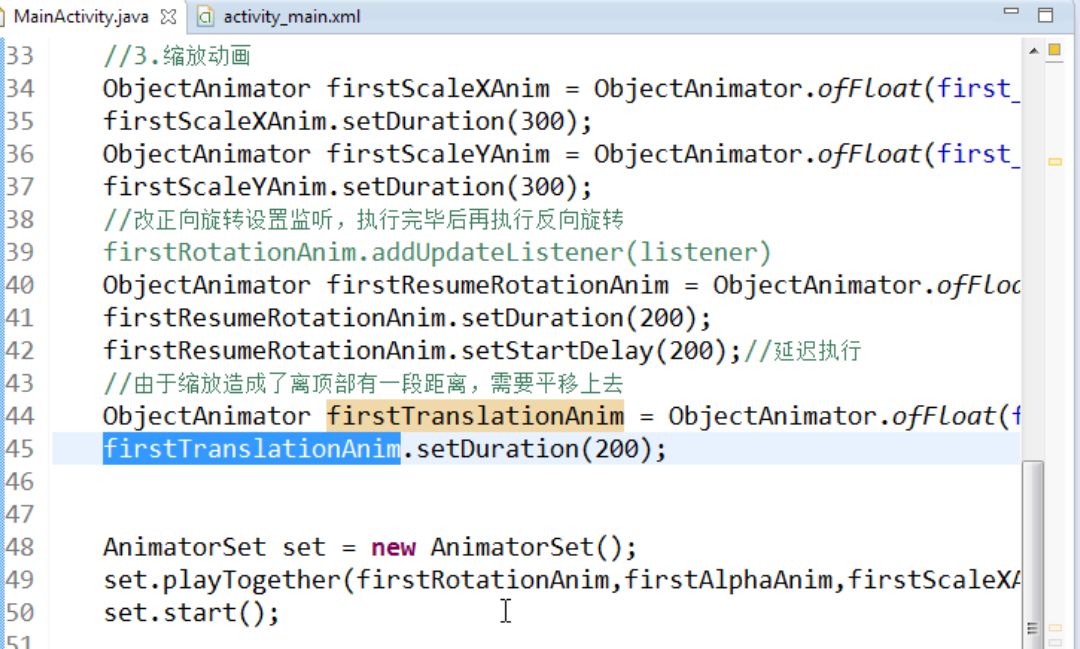 MainActivity.java activity_main.xml
33 //3.缩放动画
34 ObjectAnimator firstScaleXAnim = ObjectAnimator.ofFloat(first_
35 firstScaleXAnim.setDuration(300);
36 ObjectAnimator firstScaleYAnim = ObjectAnimator.ofFloat(first_
37 firstScaleYAnim.setDuration(300);
38 //改正向旋转设置监听，执行完毕后再执行反向旋转
39 firstRotationAnim.addUpdateListener(listener)
40 ObjectAnimator firstResumeRotationAnim = ObjectAnimator.ofFloa
41 firstResumeRotationAnim.setDuration(200);
42 firstResumeRotationAnim.setStartDelay(200);//延迟执行
43 //由于缩放造成了离顶部有一段距离，需要平移上去
44 ObjectAnimator firstTranslationAnim = ObjectAnimator.ofFloat(f
45 firstTranslationAnim.setDuration(200);
46
47
48 AnimatorSet set = new AnimatorSet();
49 set.playTogether(firstRotationAnim,firstAlphaAnim,firstScaleXA
50 set.start();
51